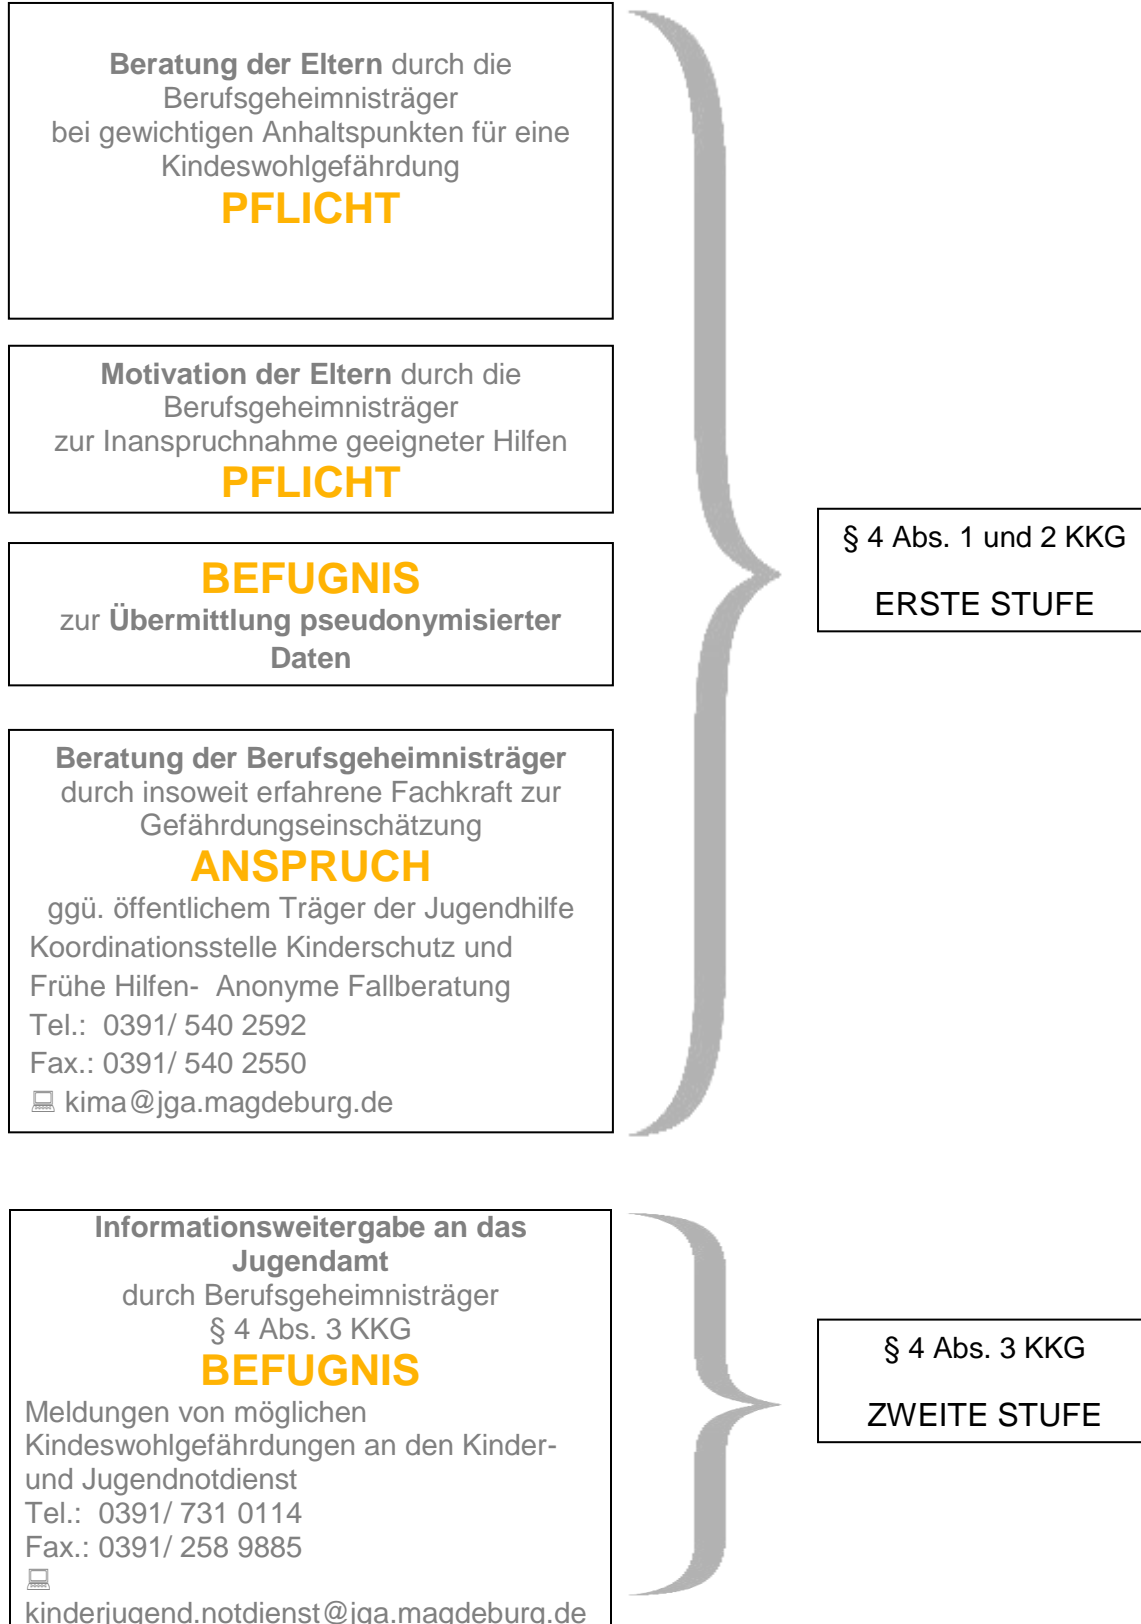 Beratung der Eltern durch die
Berufsgeheimnisträger
bei gewichtigen Anhaltspunkten für eine
Kindeswohlgefährdung
PFLICHT
Motivation der Eltern durch die
Berufsgeheimnisträger
zur Inanspruchnahme geeigneter Hilfen
PFLICHT
BEFUGNIS
zur Übermittlung pseudonymisierter
Daten
Beratung der Berufsgeheimnisträger
durch insoweit erfahrene Fachkraft zur
Gefährdungseinschätzung
ANSPRUCH
ggü. öffentlichem Träger der Jugendhilfe
Koordinationsstelle Kinderschutz und
Frühe Hilfen- Anonyme Fallberatung
Tel.: 0391/ 540 2592
Fax.: 0391/ 540 2550
kima@jga.magdeburg.de
§ 4 Abs. 1 und 2 KKG
ERSTE STUFE
Informationsweitergabe an das
Jugendamt
durch Berufsgeheimnisträger
§ 4 Abs. 3 KKG
BEFUGNIS
Meldungen von möglichen
Kindeswohlgefährdungen an den Kinder-
und Jugendnotdienst
Tel.: 0391/ 731 0114
Fax.: 0391/ 258 9885
kinderjugend.notdienst@jga.magdeburg.de
§ 4 Abs. 3 KKG
ZWEITE STUFE